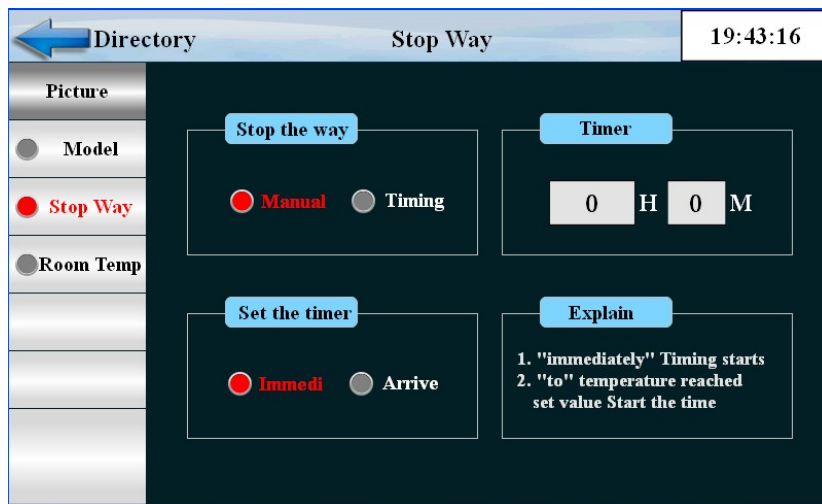 Directory
Stop Way
19:43:16
Picture
Model
Stop Way
Room Temp
Stop the way
Manual
Timing
Timer
0 H 0 M
Set the timer
Immedi
Arrive
Explain
1. "immediately" Timing starts
2. "to" temperature reached
set value Start the time